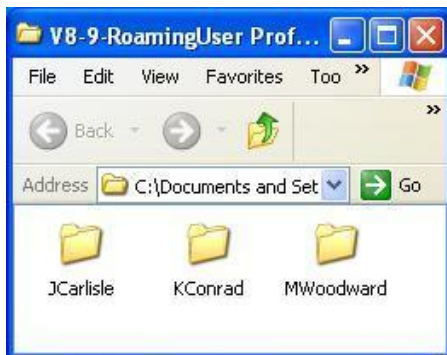 V8-9-RoamingUser Prof...
File Edit View Favorites Too »
Back »
Address C:\Documents and Set Go
JCarlisle KConrad MWoodward